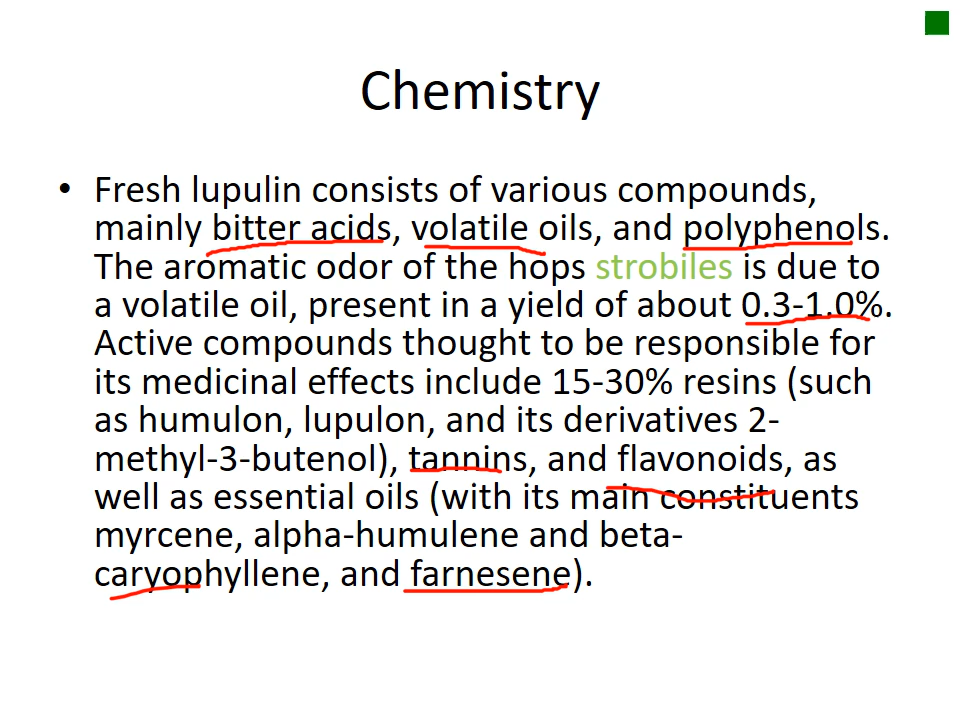 Chemistry
• Fresh lupulin consists of various compounds,
mainly bitter acids, volatile oils, and polyphenols.
The aromatic odor of the hops strobiles is due to
a volatile oil, present in a yield of about 0.3-1.0%.
Active compounds thought to be responsible for
its medicinal effects include 15-30% resins (such
as humulon, lupulon, and its derivatives 2-
methyl-3-butenol), tannins, and flavonoids, as
well as essential oils (with its main constituents
myrcene, alpha-humulene and beta-
caryophyllene, and farnesene).